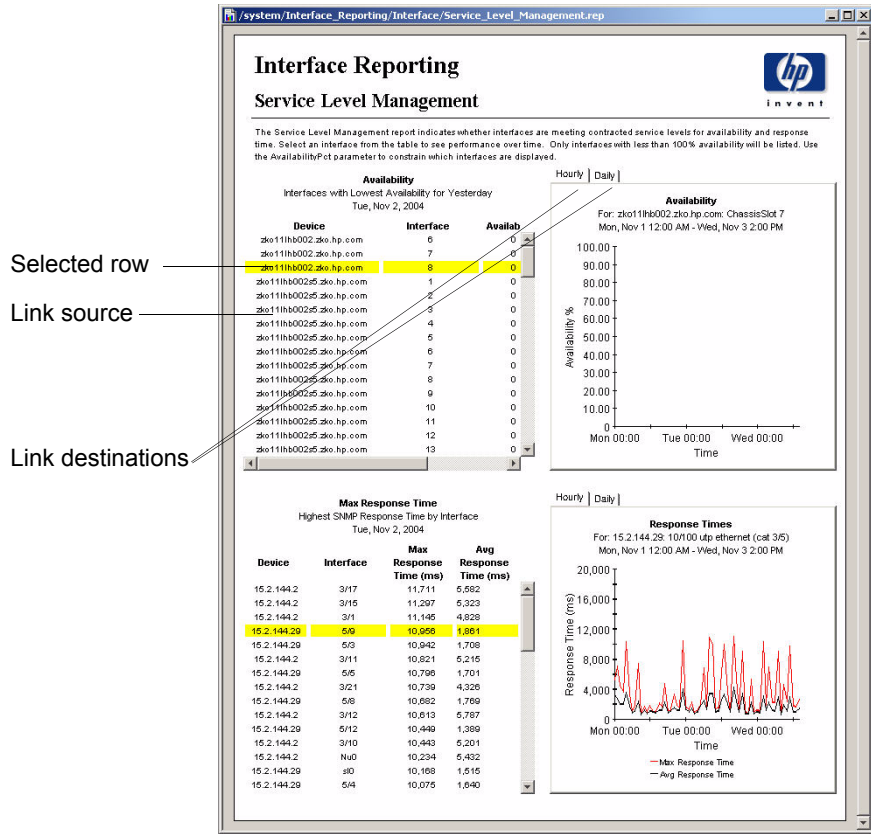 /system/Interface_Reporting/Interface/Service_Level_Management.rep
Interface Reporting
Service Level Management
hp
invent
The Service Level Management report indicates whether interfaces are meeting contracted service levels for availability and response
time. Select an interface from the table to see performance over time. Only interfaces with less than 100% availability will be listed. Use
the AvailabilityPct parameter to constrain which interfaces are displayed.
Availability
Interfaces with Lowest Availability for Yesterday
Tue, Nov 2, 2004
Device Interface Availab
zko11lhb002.zko.hp.com 6 0
zko11lhb002.zko.hp.com 7 0
zko11lhb002.zko.hp.com 8 0
zko11lhb002s5.zko.hp.com 1 0
zko11lhb002s5.zko.hp.com 2 0
zko11lhb002s5.zko.hp.com 3 0
zko11lhb002s5.zko.hp.com 4 0
zko11lhb002s5.zko.hp.com 5 0
zko11lhb002s5.zko.hp.com 6 0
zko11lhb002s5.zko.hp.com 7 0
zko11lhb002s5.zko.hp.com 8 0
zko11lhb002s5.zko.hp.com 9 0
zko11lhb002s5.zko.hp.com 10 0
zko11lhb002s5.zko.hp.com 11 0
zko11lhb002s5.zko.hp.com 12 0
zko11lhb002s5.zko.hp.com 13 0
Selected row
Link source
Link destinations
Hourly Daily
Availability
For: zko11lhb002.zko.hp.com: ChassisSlot 7
Mon, Nov 1 12:00 AM - Wed, Nov 3 2:00 PM
Availability %
100.00
90.00
80.00
70.00
60.00
50.00
40.00
30.00
20.00
10.00
0
Mon 00:00 Tue 00:00 Wed 00:00
Time
Max Response Time
Highest SNMP Response Time by Interface
Tue, Nov 2, 2004
Device Interface Max Response Time (ms) Avg Response Time (ms)
15.2.144.2 3/17 11,711 5,582
15.2.144.2 3/15 11,297 5,323
15.2.144.2 3/1 11,145 4,828
15.2.144.29 5/9 10,956 1,861
15.2.144.29 5/3 10,942 1,708
15.2.144.2 3/11 10,821 5,215
15.2.144.29 5/5 10,796 1,701
15.2.144.2 3/21 10,739 4,326
15.2.144.29 5/8 10,682 1,769
15.2.144.2 3/12 10,613 5,787
15.2.144.29 5/12 10,449 1,389
15.2.144.2 3/10 10,443 5,201
15.2.144.2 Nu0 10,234 5,432
15.2.144.29 sl0 10,168 1,515
15.2.144.29 5/4 10,075 1,640
Hourly Daily
Response Times
For: 15.2.144.29: 10/100 utp ethernet (cat 3/5)
Mon, Nov 1 12:00 AM - Wed, Nov 3 2:00 PM
Response Time (ms)
20,000
16,000
12,000
8,000
4,000
0
Mon 00:00 Tue 00:00 Wed 00:00
Time
Max Response Time
Avg Response Time